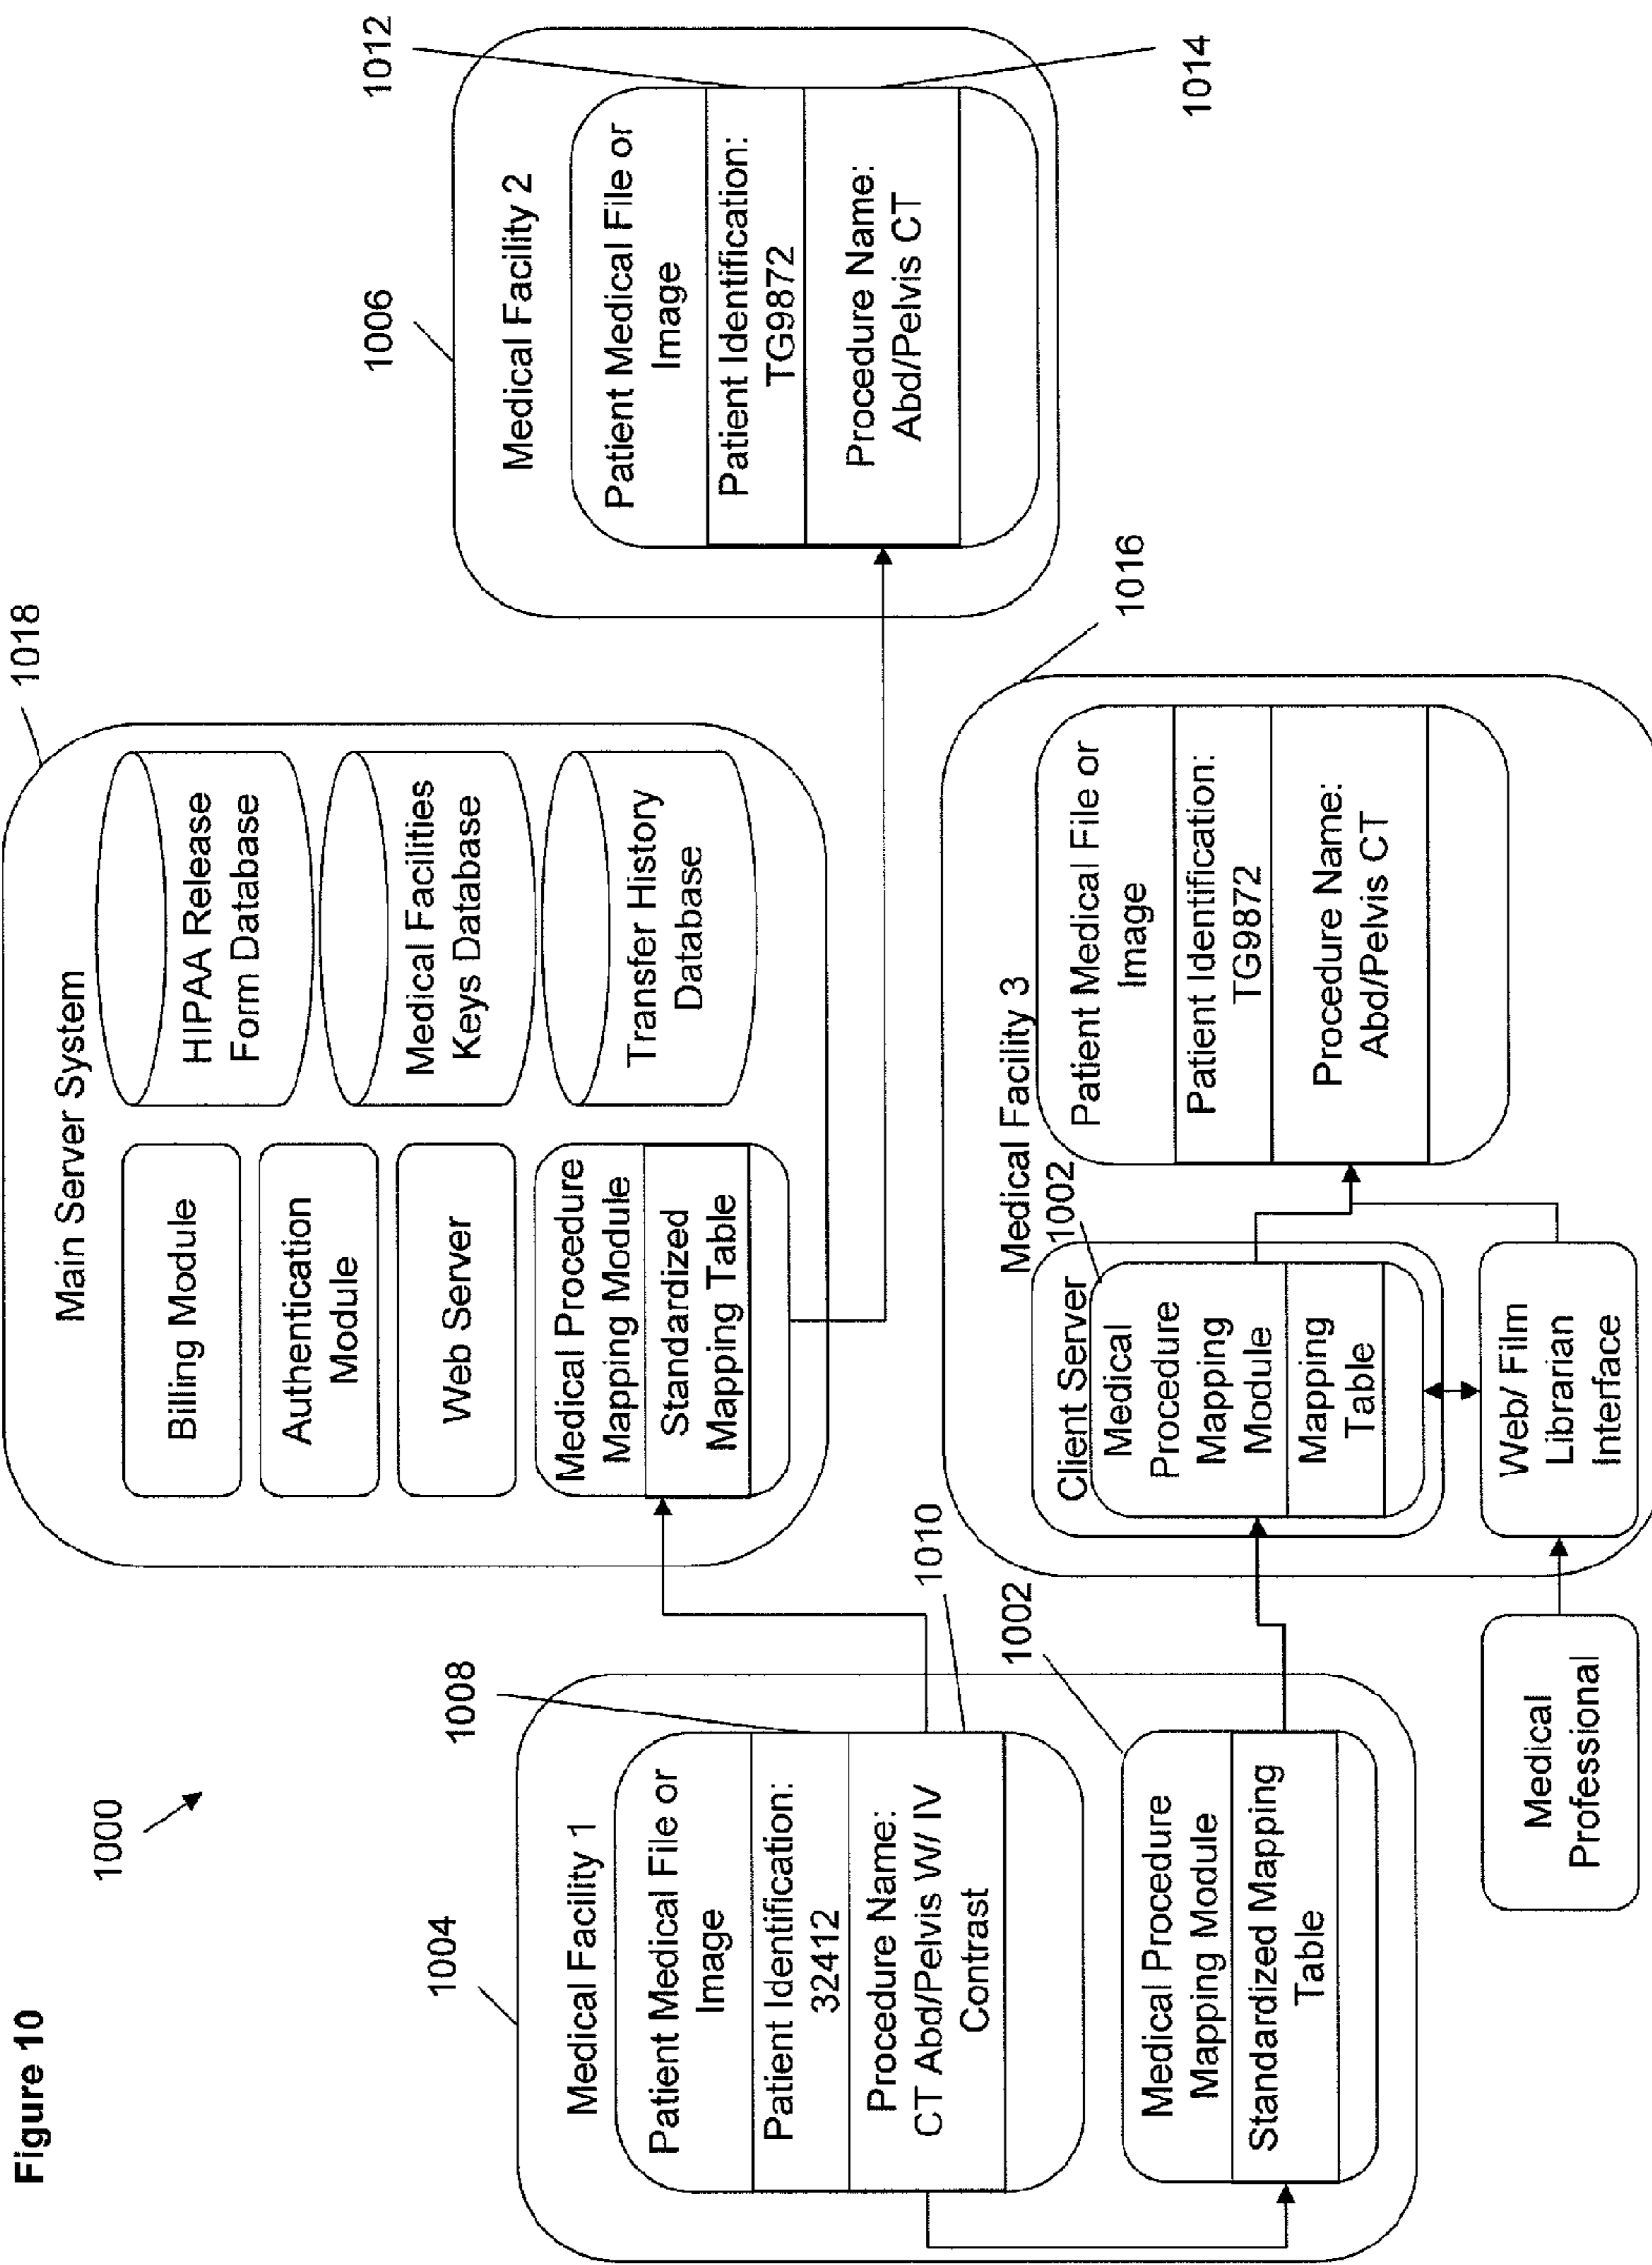 Figure 10
1000
1004
Medical Facility 1
Patient Medical File or
Image
Patient Identification:
32412
Procedure Name:
CT Abd/Pelvis W/ IV
Contrast
1008
1010
Medical Procedure
Mapping Module
Standardized Mapping
Table
1002
Main Server System
1018
Billing Module
Authentication
Module
Web Server
Medical Procedure
Mapping Module
Standardized
Mapping Table
HIPAA Release
Form Database
Medical Facilities
Keys Database
Transfer History
Database
Medical Facility 3
1016
Client Server
1002
Medical
Procedure
Mapping
Module
Mapping
Table
Web/ Film
Librarian
Interface
Medical
Professional
Patient Medical File or
Image
Patient Identification:
TG9872
Procedure Name:
Abd/Pelvis CT
1006
Medical Facility 2
Patient Medical File or
Image
Patient Identification:
TG9872
Procedure Name:
Abd/Pelvis CT
1012
1014